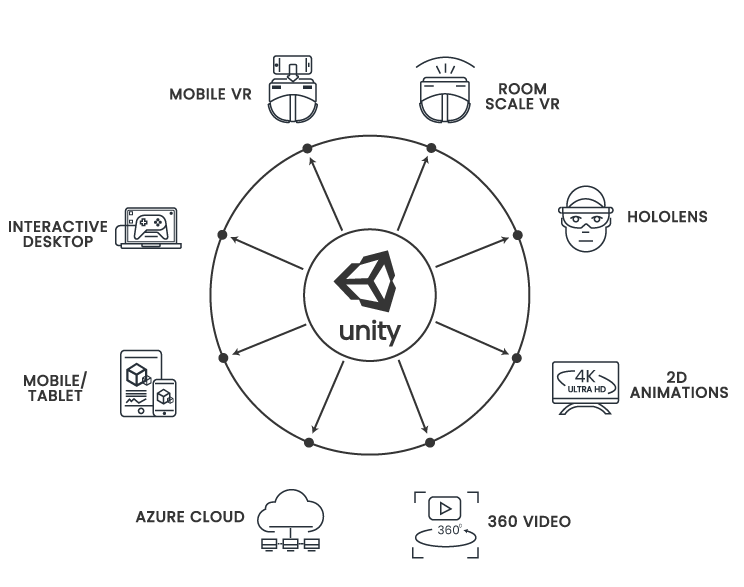 MOBILE VR
ROOM
SCALE VR
INTERACTIVE
DESKTOP
HOLOLENS
unity
MOBILE/
TABLET
4K
ULTRA HD
2D
ANIMATIONS
AZURE CLOUD
360°
360 VIDEO